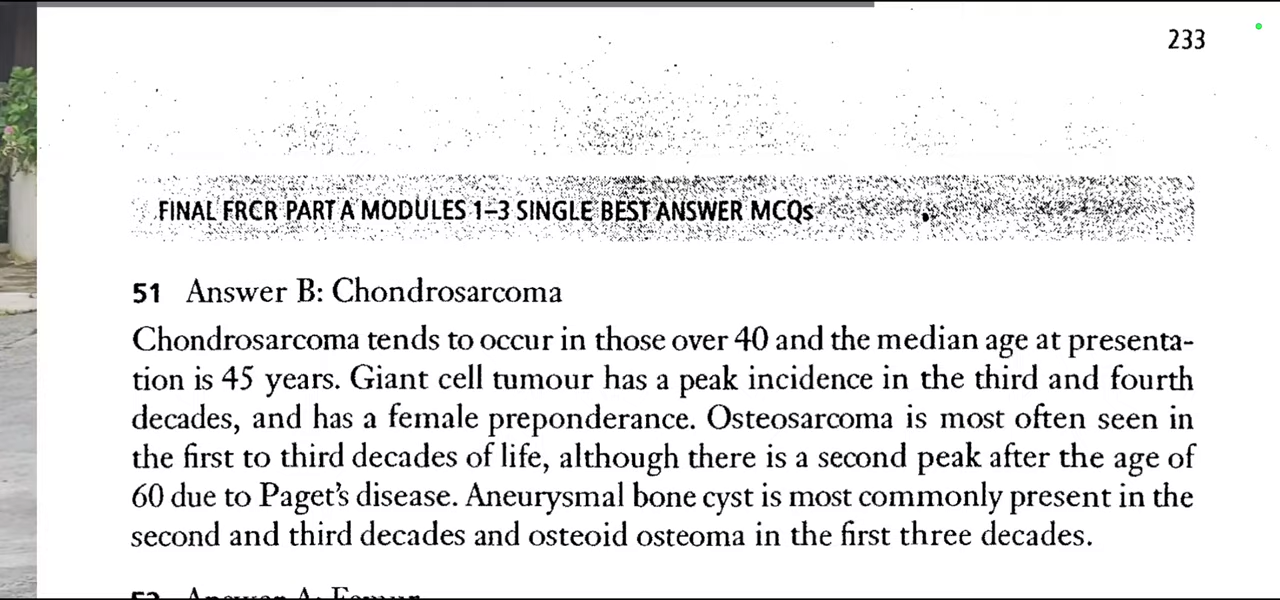 233
FINAL FRCR PART A MODULES 1–3 SINGLE BEST ANSWER MCQs
51 Answer B: Chondrosarcoma
Chondrosarcoma tends to occur in those over 40 and the median age at presenta-
tion is 45 years. Giant cell tumour has a peak incidence in the third and fourth
decades, and has a female preponderance. Osteosarcoma is most often seen in
the first to third decades of life, although there is a second peak after the age of
60 due to Paget's disease. Aneurysmal bone cyst is most commonly present in the
second and third decades and osteoid osteoma in the first three decades.